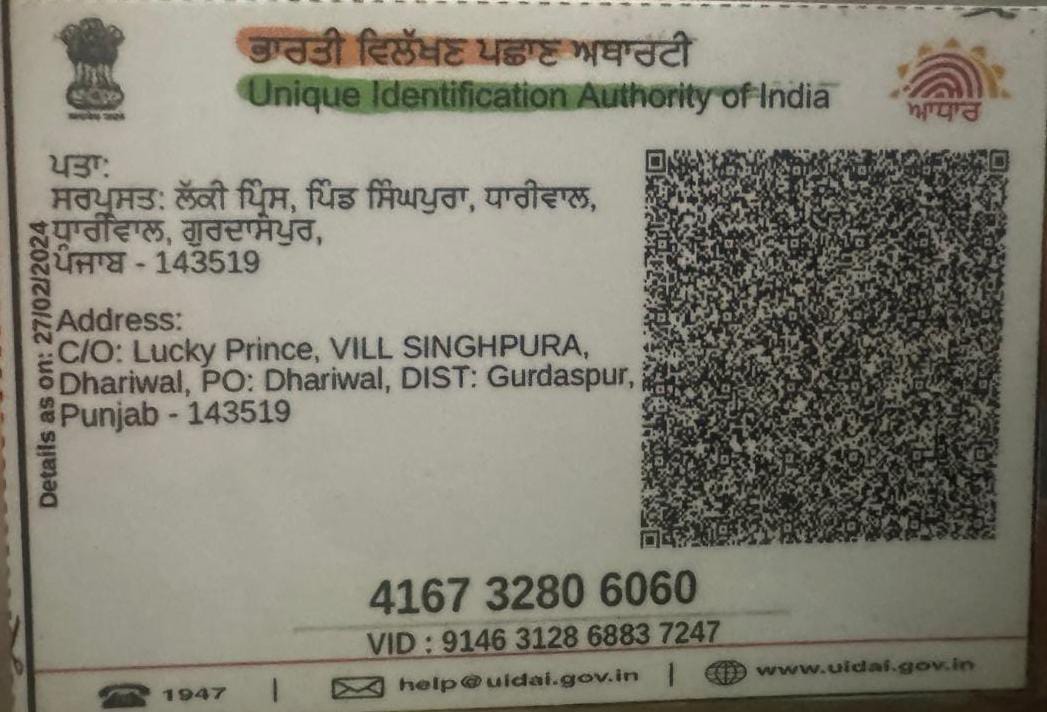 ਭਾਰਤੀ ਵਿਲੱਖਣ ਪਛਾਣ ਅਥਾਰਟੀ
Unique Identification Authority of India
ਆਧਾਰ
ਪਤਾ:
ਸਰਪ੍ਰਸਤ: ਲੱਕੀ ਪ੍ਰਿੰਸ, ਪਿੰਡ ਸਿੰਘਪੁਰਾ, ਧਾਰੀਵਾਲ,
ਧਾਰੀਵਾਲ, ਗੁਰਦਾਸਪੁਰ,
ਪੰਜਾਬ - 143519
Address:
C/O: Lucky Prince, VILL SINGHPURA,
Dhariwal, PO: Dhariwal, DIST: Gurdaspur,
Punjab - 143519
Details as on: 27/02/2024
4167 3280 6060
VID : 9146 3128 6883 7247
1947 | help@uidai.gov.in | www.uidai.gov.in